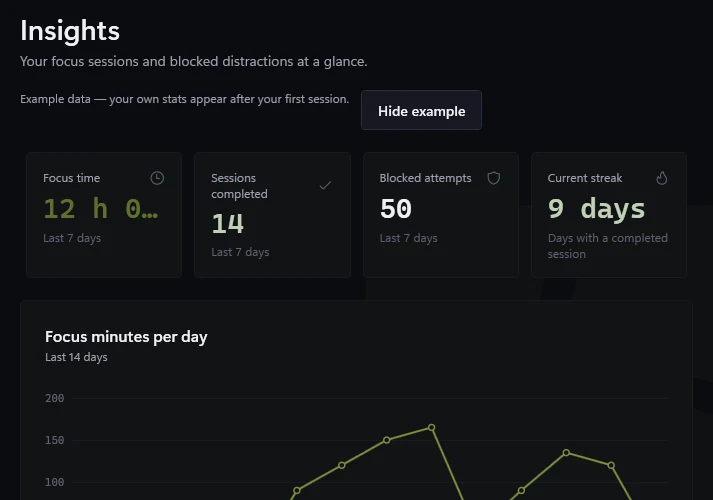 Insights
Your focus sessions and blocked distractions at a glance.
Example data — your own stats appear after your first session.
Hide example
Focus time
12 h 0…
Last 7 days
Sessions
completed
14
Last 7 days
Blocked attempts
50
Last 7 days
Current streak
9 days
Days with a completed
session
Focus minutes per day
Last 14 days
200
150
100